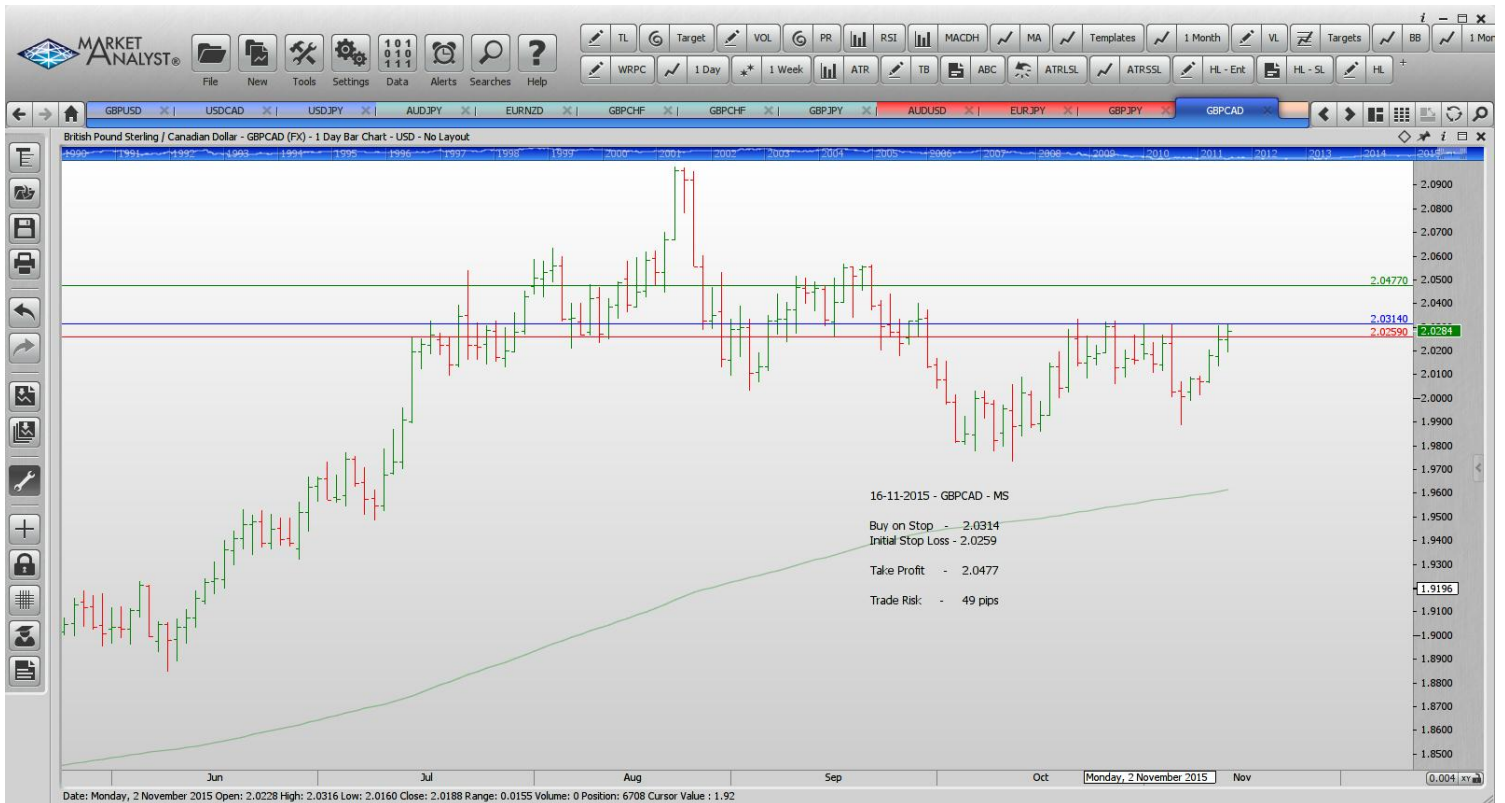 i
MARKET
ANALYST®
File New Tools Settings Data Alerts Searches Help
TL Target VOL PR RSI MACDH MA Templates 1 Month VL Targets BB 1 Mor
WRPC 1 Day 1 Week ATR TB ABC ATRLSL ATRSSL HL - Ent HL - SL HL
GBPUSD USDCAD USDJPY AUDJPY EURNZD GBPCHF GBPCHF GBPJPY AUDUSD EURJPY GBPJPY GBPCAD
British Pound Sterling / Canadian Dollar - GBPCAD (FX) - 1 Day Bar Chart - USD - No Layout
1990 1991 1992 1993 1994 1995 1996 1997 1998 1999 2000 2001 2002 2003 2004 2005 2006 2007 2008 2009 2010 2011 2012 2013 2014 2015
2.0900
2.0800
2.0700
2.0600
2.04770 2.0500
2.0400
2.03140
2.02590 2.0284
2.0200
2.0100
2.0000
1.9900
1.9800
1.9700
1.9600
1.9500
1.9400
1.9300
1.9196
1.9100
1.9000
1.8900
1.8800
1.8700
1.8600
1.8500
16-11-2015 - GBPCAD - MS
Buy on Stop - 2.0314
Initial Stop Loss - 2.0259
Take Profit - 2.0477
Trade Risk - 49 pips
Jun Jul Aug Sep Oct Monday, 2 November 2015 Nov 0.004 XY
Date: Monday, 2 November 2015 Open: 2.0228 High: 2.0316 Low: 2.0160 Close: 2.0188 Range: 0.0155 Volume: 0 Position: 6708 Cursor Value : 1.92